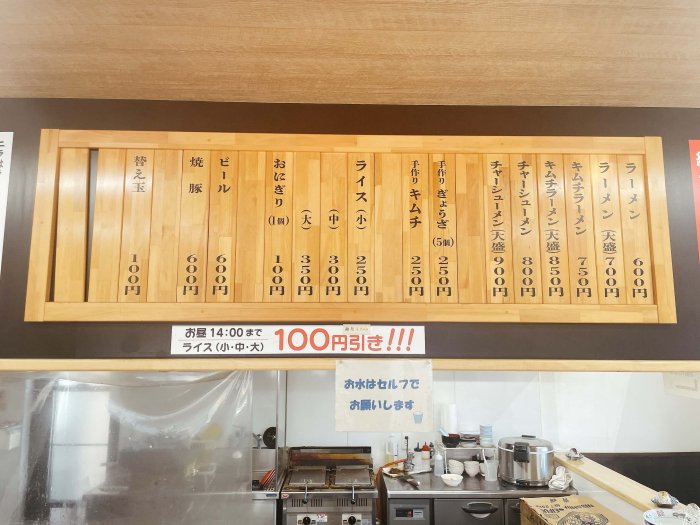 ラーメン 600円
ラーメン(大盛) 700円
キムチラーメン 750円
キムチラーメン(大盛) 850円
チャーシューメン 800円
チャーシューメン(大盛) 900円
手作り ぎょうざ (5個) 250円
手作り キムチ 250円
ライス(小) 250円
(中) 300円
(大) 350円
おにぎり(1個) 100円
ビール 600円
焼豚 600円
替え玉 100円
お昼 14:00まで
ライス(小・中・大)
100円引き!!!
お水はセルフで
お願いします